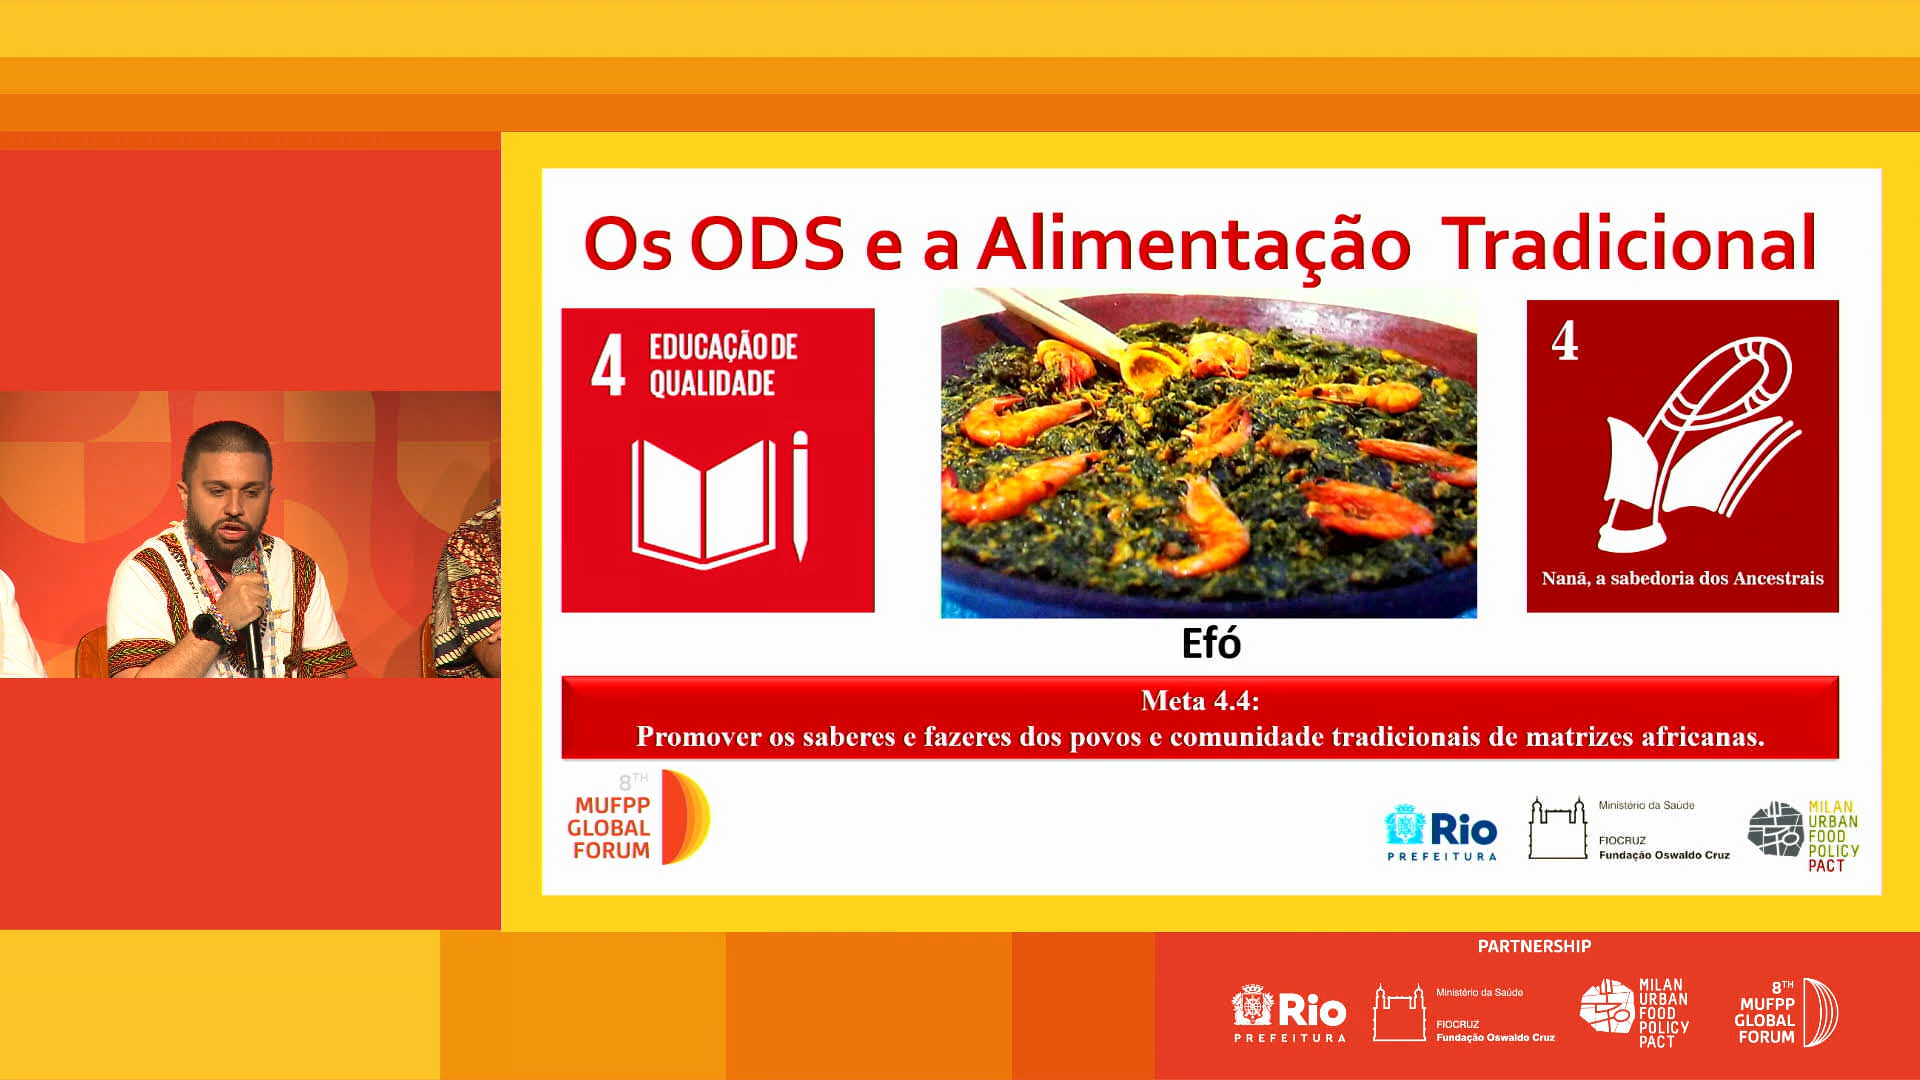 Os ODS e a Alimentação Tradicional
4 EDUCAÇÃO DE
QUALIDADE
4
Nanã, a sabedoria dos Ancestrais
Efó
Meta 4.4:
Promover os saberes e fazeres dos povos e comunidade tradicionais de matrizes africanas.
8TH
MUFPP
GLOBAL
FORUM
Rio
PREFEITURA
Ministério da Saúde
FIOCRUZ
Fundação Oswaldo Cruz
MILAN
URBAN
FOOD
POLICY
PACT
PARTNERSHIP
Rio
PREFEITURA
Ministério da Saúde
FIOCRUZ
Fundação Oswaldo Cruz
MILAN
URBAN
FOOD
POLICY
PACT
8TH
MUFPP
GLOBAL
FORUM